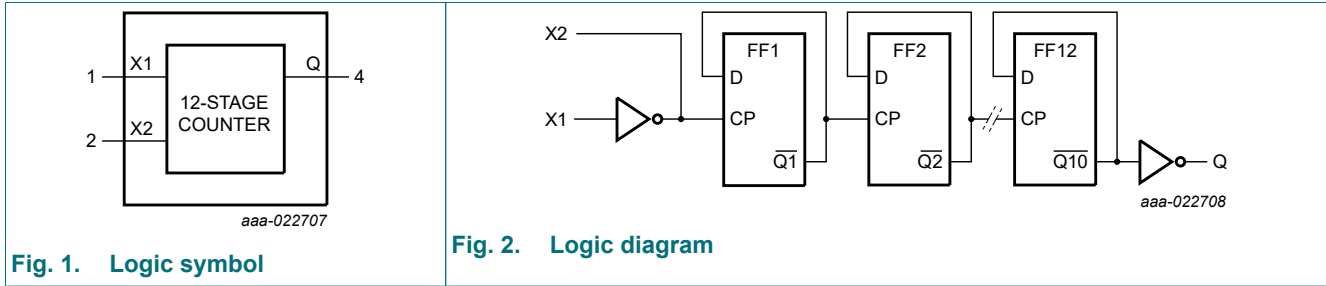 1
X1
Q
4
12-STAGE
COUNTER
2
X2
aaa-022707
Fig. 1. Logic symbol
X2
X1
FF1
D
CP
Q1
FF2
D
CP
Q2
FF12
D
CP
Q10
Q
aaa-022708
Fig. 2. Logic diagram